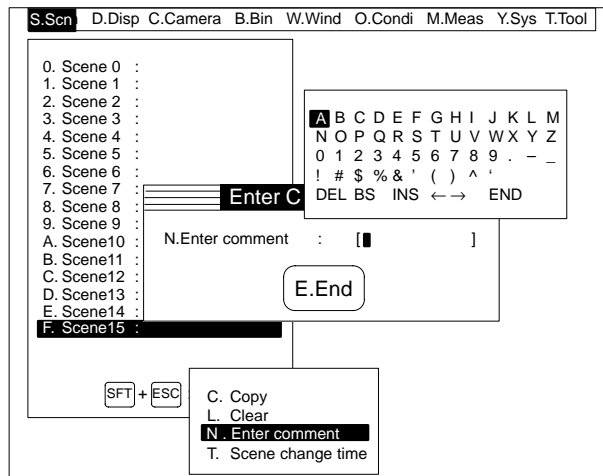 S.Scn D.Disp C.Camera B.Bin W.Wind O.Condi M.Meas Y.Sys T.Tool
0. Scene 0 :
1. Scene 1 :
2. Scene 2 :
3. Scene 3 :
4. Scene 4 :
5. Scene 5 :
6. Scene 6 :
7. Scene 7 :
8. Scene 8 :
9. Scene 9 :
A. Scene10 :
B. Scene11 :
C. Scene12 :
D. Scene13 :
E. Scene14 :
F. Scene15 :
A B C D E F G H I J K L M
N O P Q R S T U V W X Y Z
0 1 2 3 4 5 6 7 8 9 . – _
! # $ % & ’ ( ) ^ ‘
DEL BS INS ← → END
Enter C
N.Enter comment : [ ]
E.End
SFT + ESC :
C. Copy
L. Clear
N . Enter comment
T. Scene change time